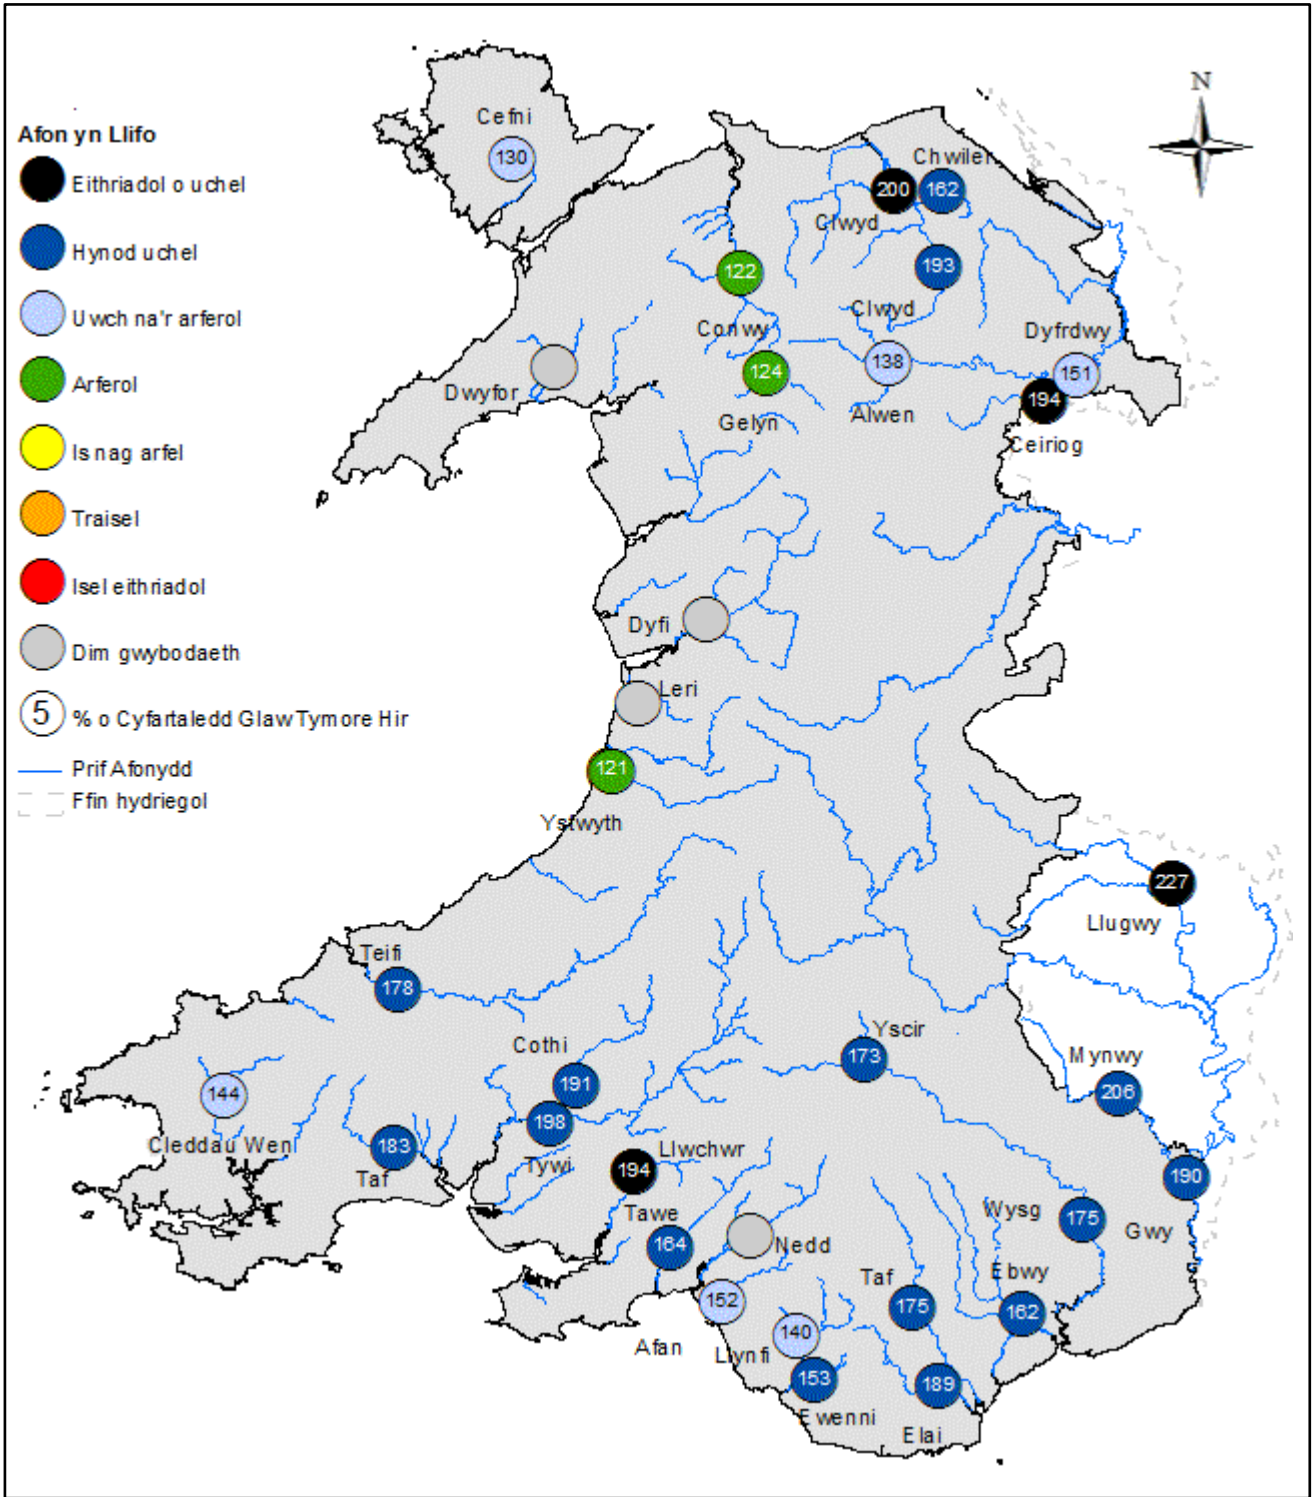 N
Afon yn Llifo
Eithriadol o uchel
Hynod uchel
Uwch na'r arferol
Arferol
Is nag arfel
Traisel
Isel eithriadol
Dim gwybodaeth
5 % o Cyfartaledd Glaw Tymore Hir
Prif Afonydd
Ffin hydriegol
Cefni
130
Chwiler
200
162
Clwyd
193
122
Clwyd
Conwy
Dyfrdwy
138
151
124
Dwyfor
194
Gelyn
Alwen
Ceiriog
Dyfi
Leri
121
Ystwyth
227
Llugwy
Teifi
178
Yscir
Cothi
173
Mynwy
191
206
144
198
Cleddau Wen
183
Llwchwr
Tywi
194
190
Taf
Tawe
Wysg
175
Gwy
164
Nedd
Taf
Ebwy
152
175
162
140
Afan
Llynfi
153
189
Ewenni
Elai